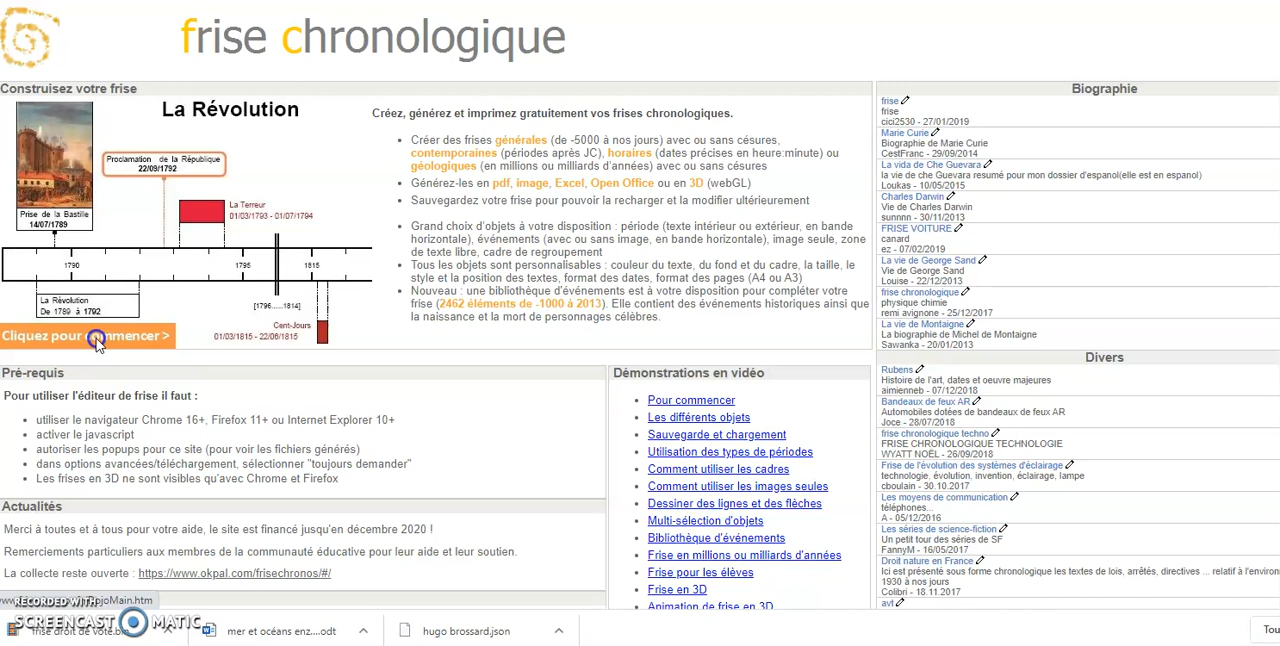 frise chronologique
Construisez votre frise
La Révolution
Proclamation de la République
22/09/1792
Prise de la Bastille
14/07/1789
La Terreur
01/03/1793 - 01/07/1794
1790
1795
1815
La Révolution
De 1789 à 1792
[1796......1814]
Cent-Jours
01/03/1815 - 22/06/1815
Cliquez pour commencer >
Créez, générez et imprimez gratuitement vos frises chronologiques.
Créer des frises générales (de -5000 à nos jours) avec ou sans césures,
contemporaines (périodes après JC), horaires (dates précises en heure:minute) ou
géologiques (en millions ou milliards d'années) avec ou sans césures
Générez-les en pdf, image, Excel, Open Office ou en 3D (webGL)
Sauvegardez votre frise pour pouvoir la recharger et la modifier ultérieurement
Grand choix d'objets à votre disposition : période (texte intérieur ou extérieur, en bande
horizontale), événements (avec ou sans image, en bande horizontale), image seule, zone
de texte libre, cadre de regroupement
Tous les objets sont personnalisables : couleur du texte, du fond et du cadre, la taille, le
style et la position des textes, format des dates, format des pages (A4 ou A3)
Nouveau : une bibliothèque d'événements est à votre disposition pour compléter votre
frise (2462 éléments de -1000 à 2013). Elle contient des événements historiques ainsi que
la naissance et la mort de personnages célèbres.
Pré-requis
Pour utiliser l'éditeur de frise il faut :
utiliser le navigateur Chrome 16+, Firefox 11+ ou Internet Explorer 10+
activer le javascript
autoriser les popups pour ce site (pour voir les fichiers générés)
dans options avancées/téléchargement, sélectionner "toujours demander"
Les frises en 3D ne sont visibles qu'avec Chrome et Firefox
Actualités
Merci à toutes et à tous pour votre aide, le site est financé jusqu'en décembre 2020 !
Remerciements particuliers aux membres de la communauté éducative pour leur aide et leur soutien.
La collecte reste ouverte : https://www.okpal.com/frisechronos/#/
Démonstrations en vidéo
Pour commencer
Les différents objets
Sauvegarde et chargement
Utilisation des types de périodes
Comment utiliser les cadres
Comment utiliser les images seules
Dessiner des lignes et des flèches
Multi-sélection d'objets
Bibliothèque d'événements
Frise en millions ou milliards d'années
Frise pour les élèves
Frise en 3D
Animation de frise en 3D
Biographie
frise
frise
cici2530 - 27/01/2019
Marie Curie
Biographie de Marie Curie
CestFranc - 29/09/2014
La vida de Che Guevara
la vie de Che Guevara resumé pour mon dossier d'espanol(elle est en espanol)
Loukas - 10/05/2015
Charles Darwin
Vie de Charles Darwin
sunnnn - 30/11/2013
FRISE VOITURE
canard
ez - 07/02/2019
La vie de George Sand
Vie de George Sand
Louise - 22/12/2013
frise chronologique
physique chimie
remi avignone - 25/12/2017
La vie de Montaigne
La biographie de Michel de Montaigne
Sawanka - 20/01/2013
Divers
Rubens
Histoire de l'art, dates et oeuvre majeures
aimienneb - 07/12/2018
Bandeaux de feux AR
Automobiles dotées de bandeaux de feux AR
Joce - 28/07/2018
frise chronologique techno
FRISE CHRONOLOGIQUE TECHNOLOGIE
WYATT NOËL - 26/09/2018
Frise de l'évolution des systèmes d'éclairage
technologie, évolution, invention, éclairage, lampe
cboulain - 30.10.2017
Les moyens de communication
téléphones...
A - 05/12/2016
Les séries de science-fiction
Un petit tour des séries de SF
FannyM - 16/05/2017
Droit nature en France
Ici est présenté sous forme chronologique les textes de lois, arrêtés, directives ... relatif à l'environ
1930 à nos jours
Colibri - 18.11.2017
avt
jMain.htm
RECORDED WITH
SCREENCAST MATIC
frise droit de vote.
mer et océans enz....odt
hugo brossard.json
Tou